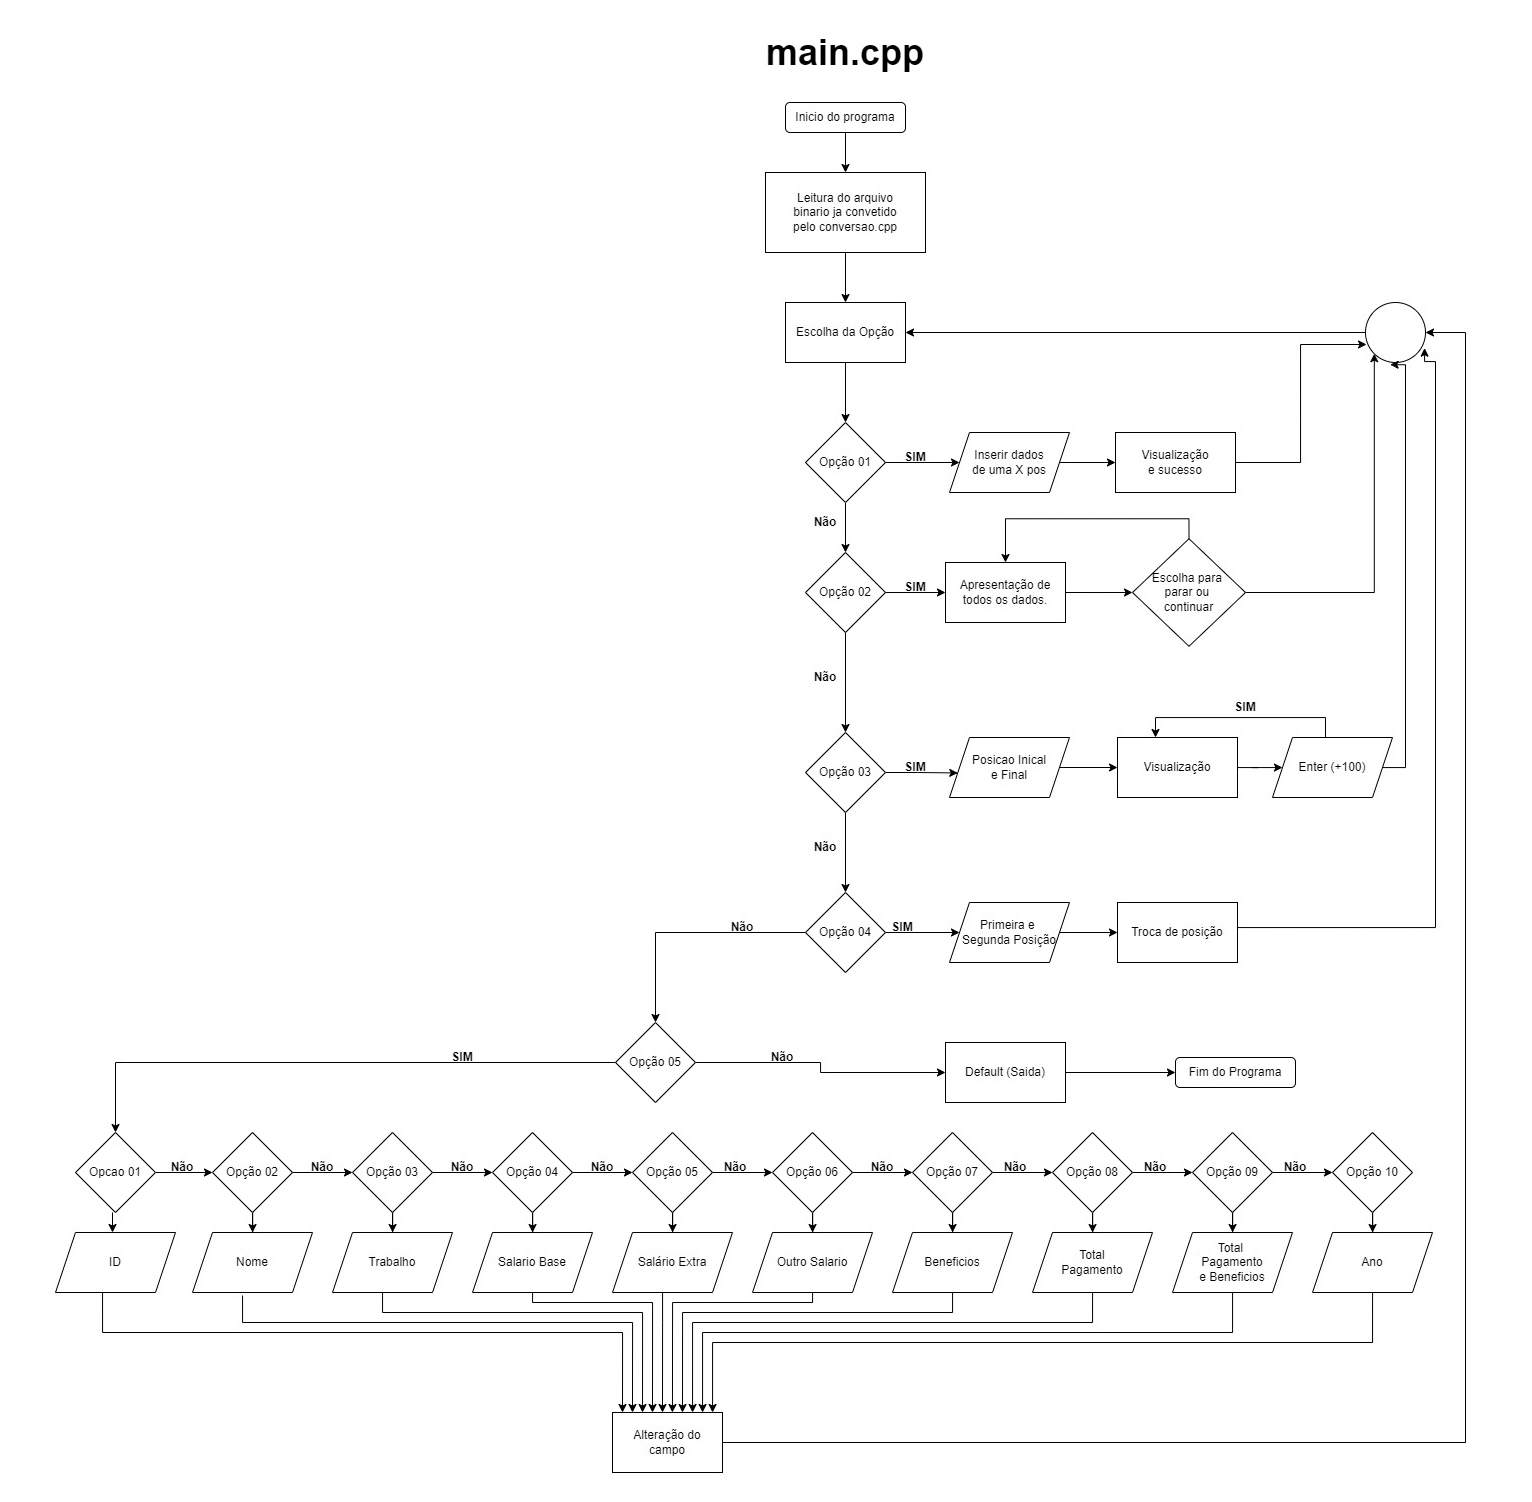 main.cpp
Inicio do programa
Leitura do arquivo
binario ja convetido
pelo conversao.cpp
Escolha da Opção
Opção 01
SIM
Inserir dados
de uma X pos
Visualização
e sucesso
Não
Opção 02
SIM
Apresentação de
todos os dados.
Escolha para
parar ou
continuar
Não
SIM
Opção 03
SIM
Posicao Inical
e Final
Visualização
Enter (+100)
Não
Opção 04
SIM
Primeira e
Segunda Posição
Troca de posição
Não
Opção 05
SIM
Não
Default (Saida)
Fim do Programa
Opcao 01
Não
Opção 02
Não
Opção 03
Não
Opção 04
Não
Opção 05
Não
Opção 06
Não
Opção 07
Não
Opção 08
Não
Opção 09
Não
Opção 10
ID
Nome
Trabalho
Salario Base
Salário Extra
Outro Salario
Beneficios
Total
Pagamento
Total
Pagamento
e Beneficios
Ano
Alteração do
campo